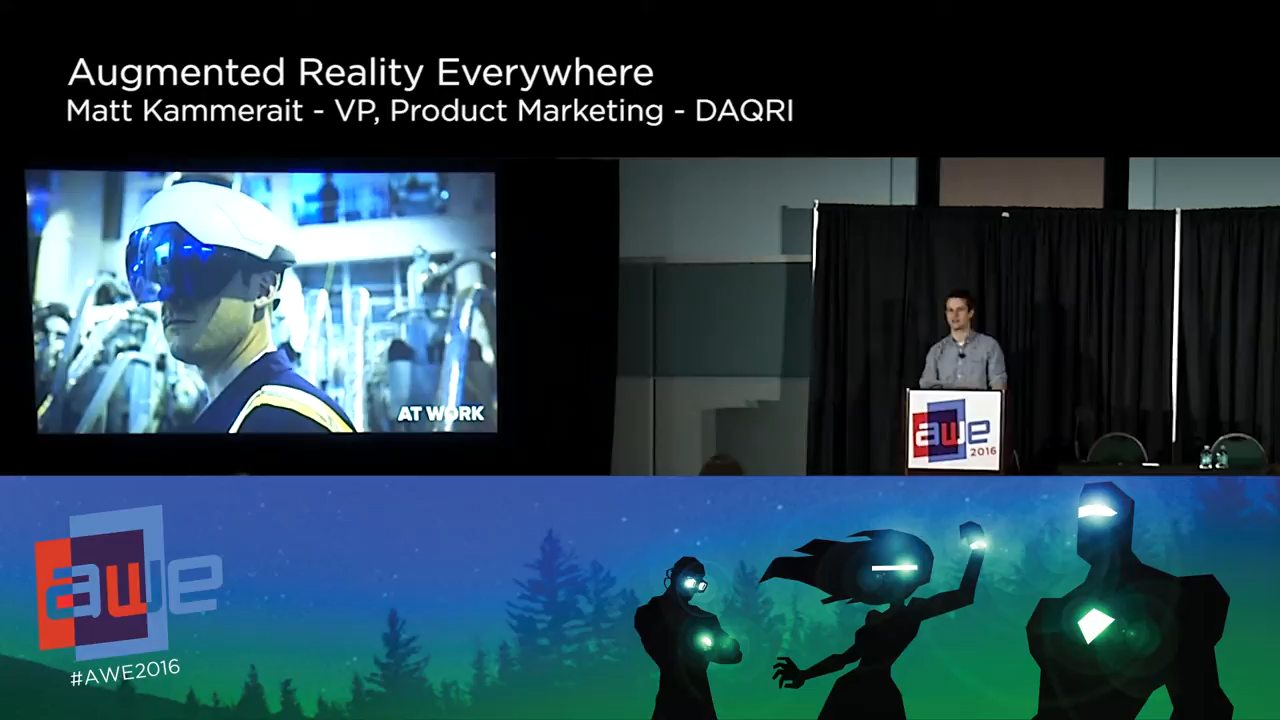 Augmented Reality Everywhere
Matt Kammerait - VP, Product Marketing - DAQRI
AT WORK
awe
2016
awe
#AWE2016